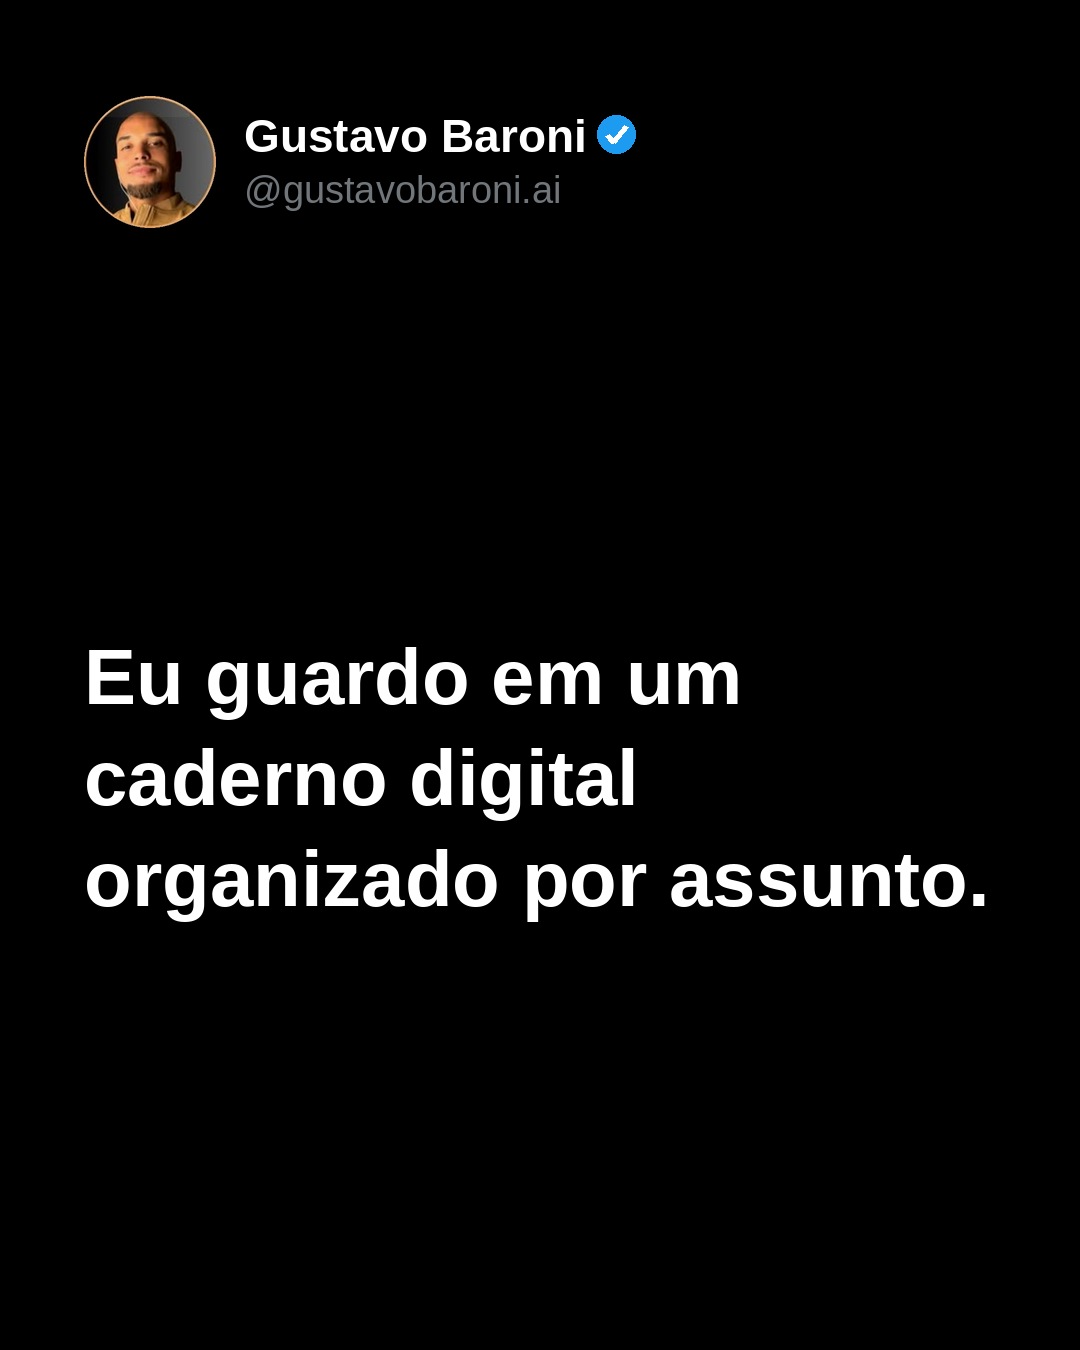 Gustavo Baroni
@gustavobaroni.ai
Eu guardo em um
caderno digital
organizado por assunto.